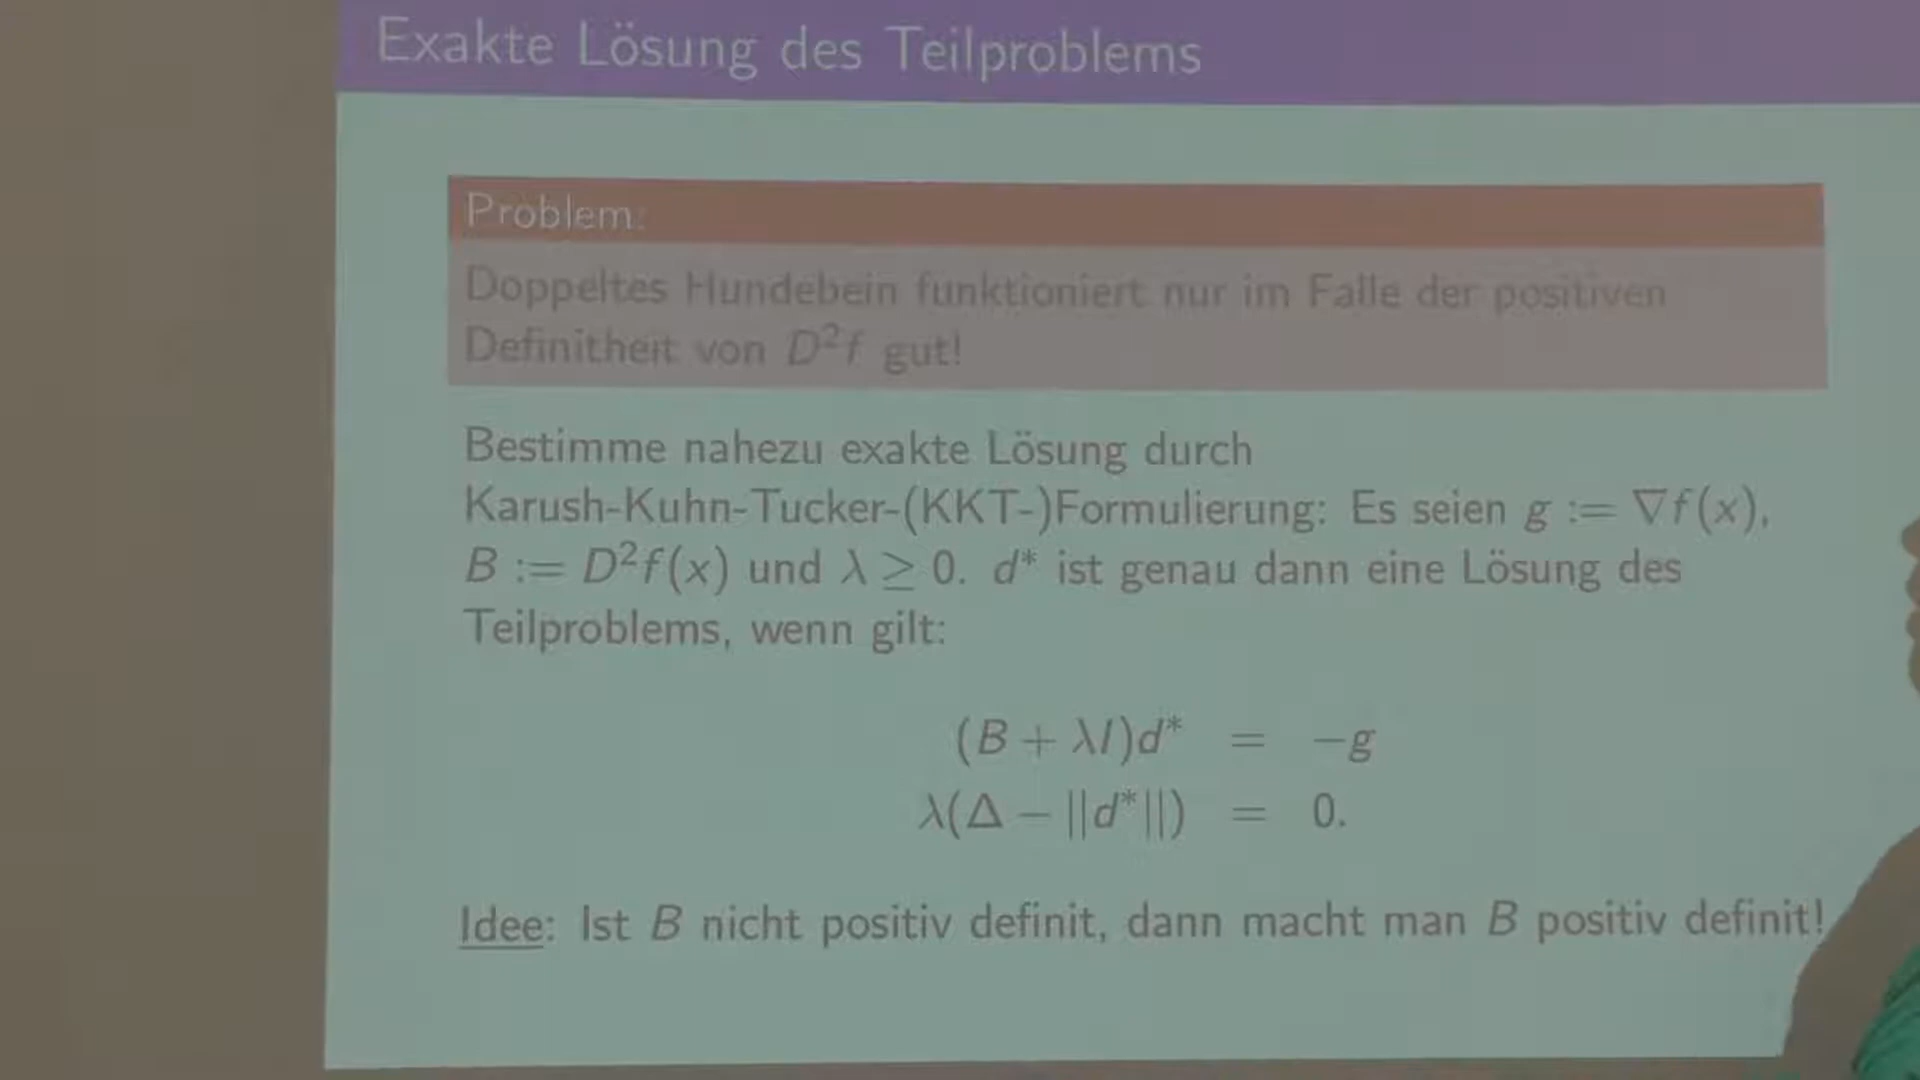 Exakte Lösung des Teilproblems
Problem:
Doppeltes Hundebein funktioniert nur im Falle der positiven
Definitheit von D²f gut!
Bestimme nahezu exakte Lösung durch
Karush-Kuhn-Tucker-(KKT-)Formulierung: Es seien g := ∇f(x),
B := D²f(x) und λ ≥ 0. d* ist genau dann eine Lösung des
Teilproblems, wenn gilt:
(B + λI)d* = −g
λ(Δ − ||d*||) = 0.
Idee: Ist B nicht positiv definit, dann macht man B positiv definit!